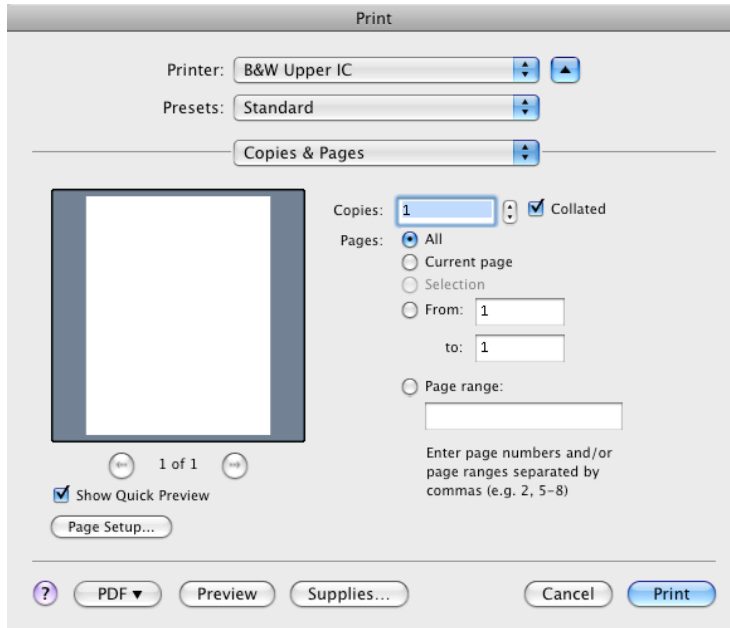 Print
Printer: B&W Upper IC
Presets: Standard
Copies & Pages
Copies: 1 Collated
Pages: All
Current page
Selection
From: 1
to: 1
Page range:
Enter page numbers and/or
page ranges separated by
commas (e.g. 2, 5-8)
1 of 1
Show Quick Preview
Page Setup...
? PDF ▼ Preview Supplies... Cancel Print